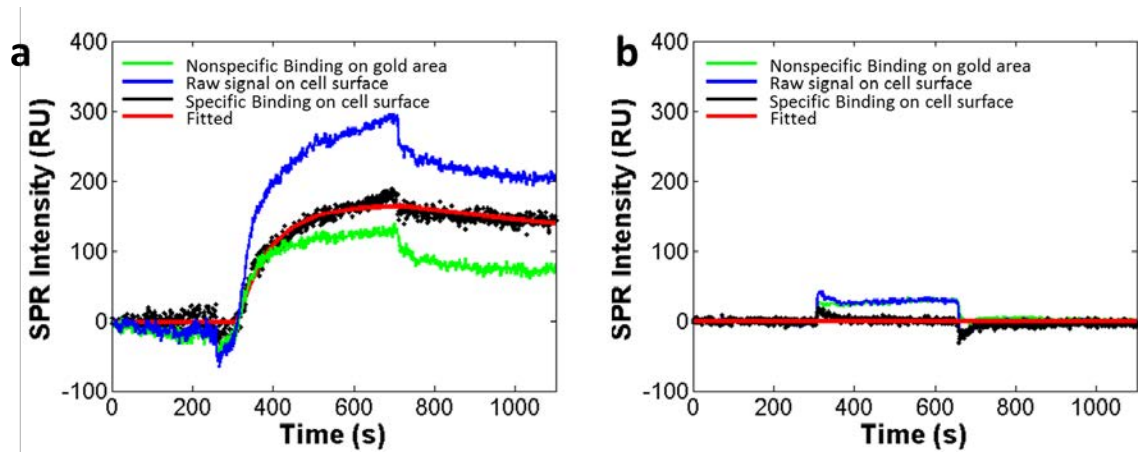 a
400
300
200
100
0
-100
SPR Intensity (RU)
Nonspecific Binding on gold area
Raw signal on cell surface
Specific Binding on cell surface
Fitted
0 200 400 600 800 1000
Time (s)
b
400
300
200
100
0
-100
SPR Intensity (RU)
Nonspecific Binding on gold area
Raw signal on cell surface
Specific Binding on cell surface
Fitted
0 200 400 600 800 1000
Time (s)